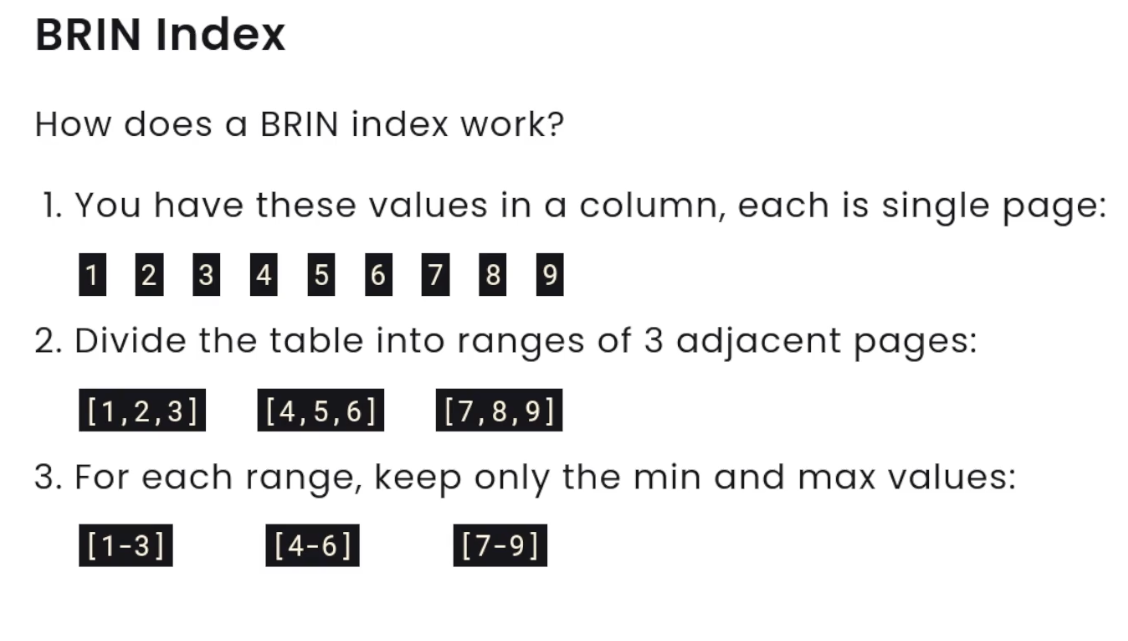 BRIN Index
How does a BRIN index work?
1. You have these values in a column, each is single page:
1 2 3 4 5 6 7 8 9
2. Divide the table into ranges of 3 adjacent pages:
[1,2,3] [4,5,6] [7,8,9]
3. For each range, keep only the min and max values:
[1-3] [4-6] [7-9]